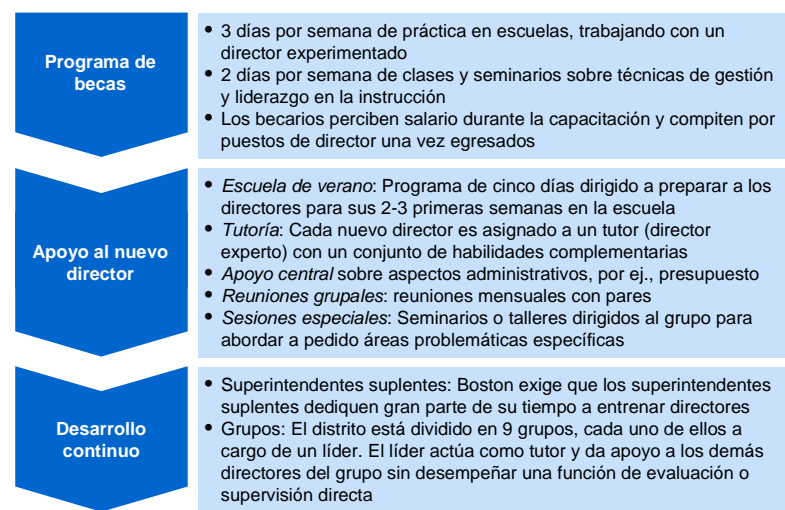 Programa de
becas
• 3 días por semana de práctica en escuelas, trabajando con un
director experimentado
• 2 días por semana de clases y seminarios sobre técnicas de gestión
y liderazgo en la instrucción
• Los becarios perciben salario durante la capacitación y compiten por
puestos de director una vez egresados
Apoyo al nuevo
director
• Escuela de verano: Programa de cinco días dirigido a preparar a los
directores para sus 2-3 primeras semanas en la escuela
• Tutoría: Cada nuevo director es asignado a un tutor (director
experto) con un conjunto de habilidades complementarias
• Apoyo central sobre aspectos administrativos, por ej., presupuesto
• Reuniones grupales: reuniones mensuales con pares
• Sesiones especiales: Seminarios o talleres dirigidos al grupo para
abordar a pedido áreas problemáticas específicas
Desarrollo
continuo
• Superintendentes suplentes: Boston exige que los superintendentes
suplentes dediquen gran parte de su tiempo a entrenar directores
• Grupos: El distrito está dividido en 9 grupos, cada uno de ellos a
cargo de un líder. El líder actúa como tutor y da apoyo a los demás
directores del grupo sin desempeñar una función de evaluación o
supervisión directa